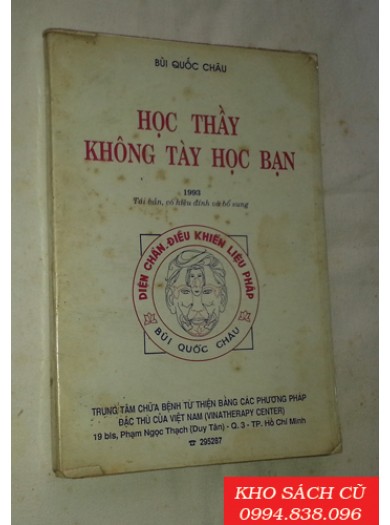 BÙI QUỐC CHÂU
HỌC THẦY
KHÔNG TÀY HỌC BẠN
1993
Tái bản, có hiệu đính và bổ sung
DIỆN CHẨN-ĐIỀU KHIỂN LIỆU PHÁP
BÙI QUỐC CHÂU
TRUNG TÂM CHỮA BỆNH TỪ THIỆN BẰNG CÁC PHƯƠNG PHÁP
ĐẶC THÙ CỦA VIỆT NAM (VINATHERAPY CENTER)
19 bis, Phạm Ngọc Thạch (Duy Tân) - Q. 3 - TP. Hồ Chí Minh
☎ 295287
KHO SÁCH CŨ
0994.838.096